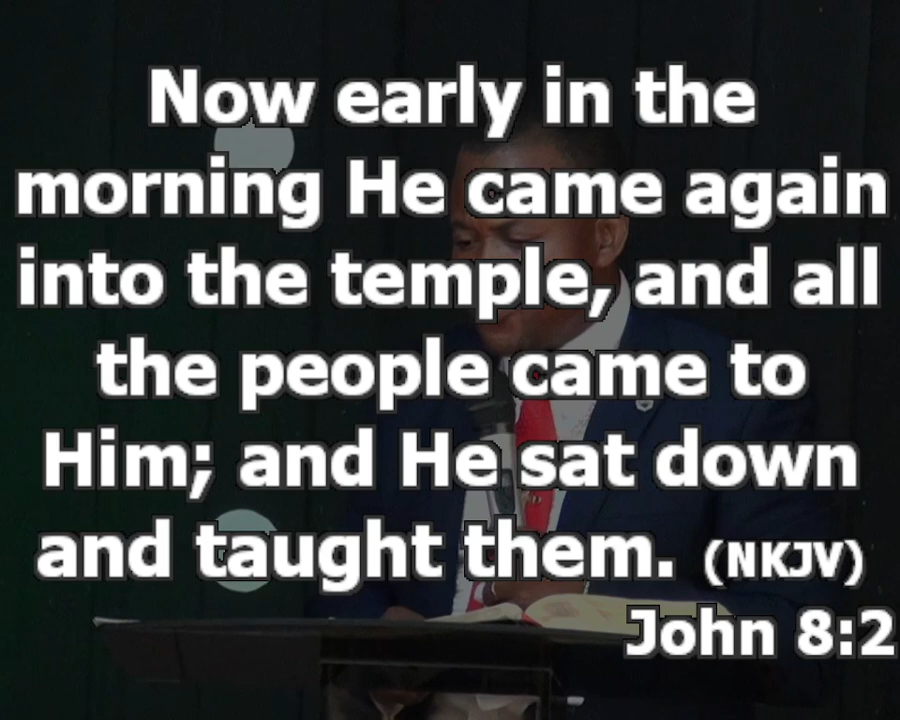 Now early in the
morning He came again
into the temple, and all
the people came to
Him; and He sat down
and taught them. (NKJV)
John 8:2